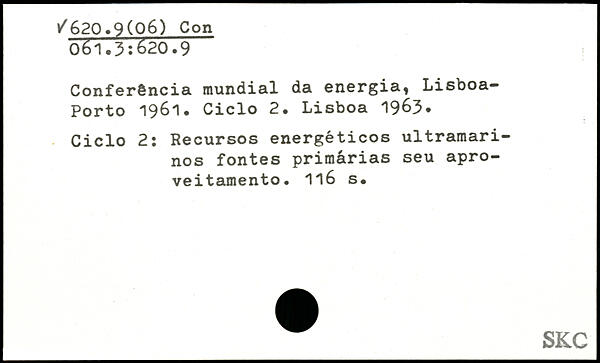 √620.9(06) Con
061.3:620.9
Conferência mundial da energia, Lisboa-
Porto 1961. Ciclo 2. Lisboa 1963.
Ciclo 2: Recursos energéticos ultramari-
nos fontes primárias seu apro-
veitamento. 116 s.
SKC